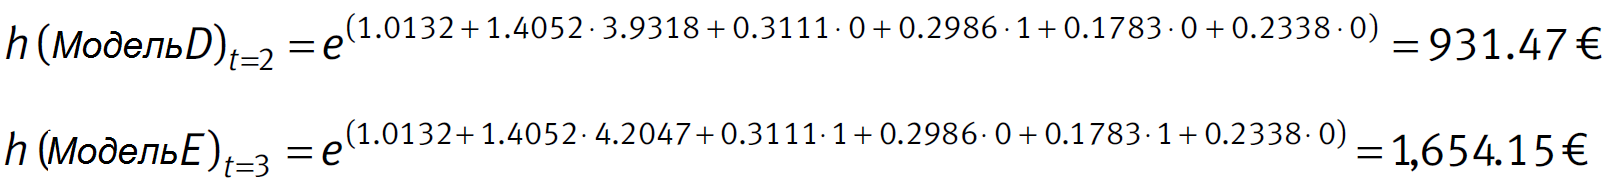 h (МодельD)t=2 = e^(1.0132 + 1.4052 · 3.9318 + 0.3111 · 0 + 0.2986 · 1 + 0.1783 · 0 + 0.2338 · 0) = 931.47 €
h (МодельE)t=3 = e^(1.0132 + 1.4052 · 4.2047 + 0.3111 · 1 + 0.2986 · 0 + 0.1783 · 1 + 0.2338 · 0) = 1,654.15 €